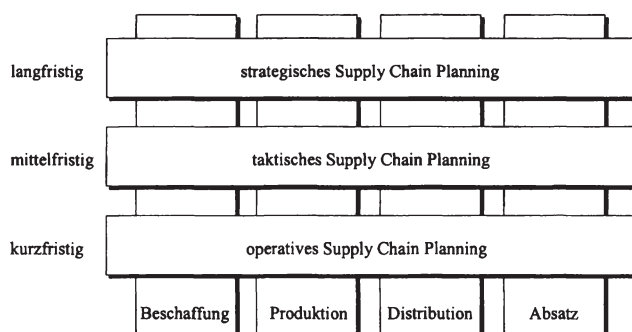 langfristig strategisches Supply Chain Planning
mittelfristig taktisches Supply Chain Planning
kurzfristig operatives Supply Chain Planning
Beschaffung Produktion Distribution Absatz